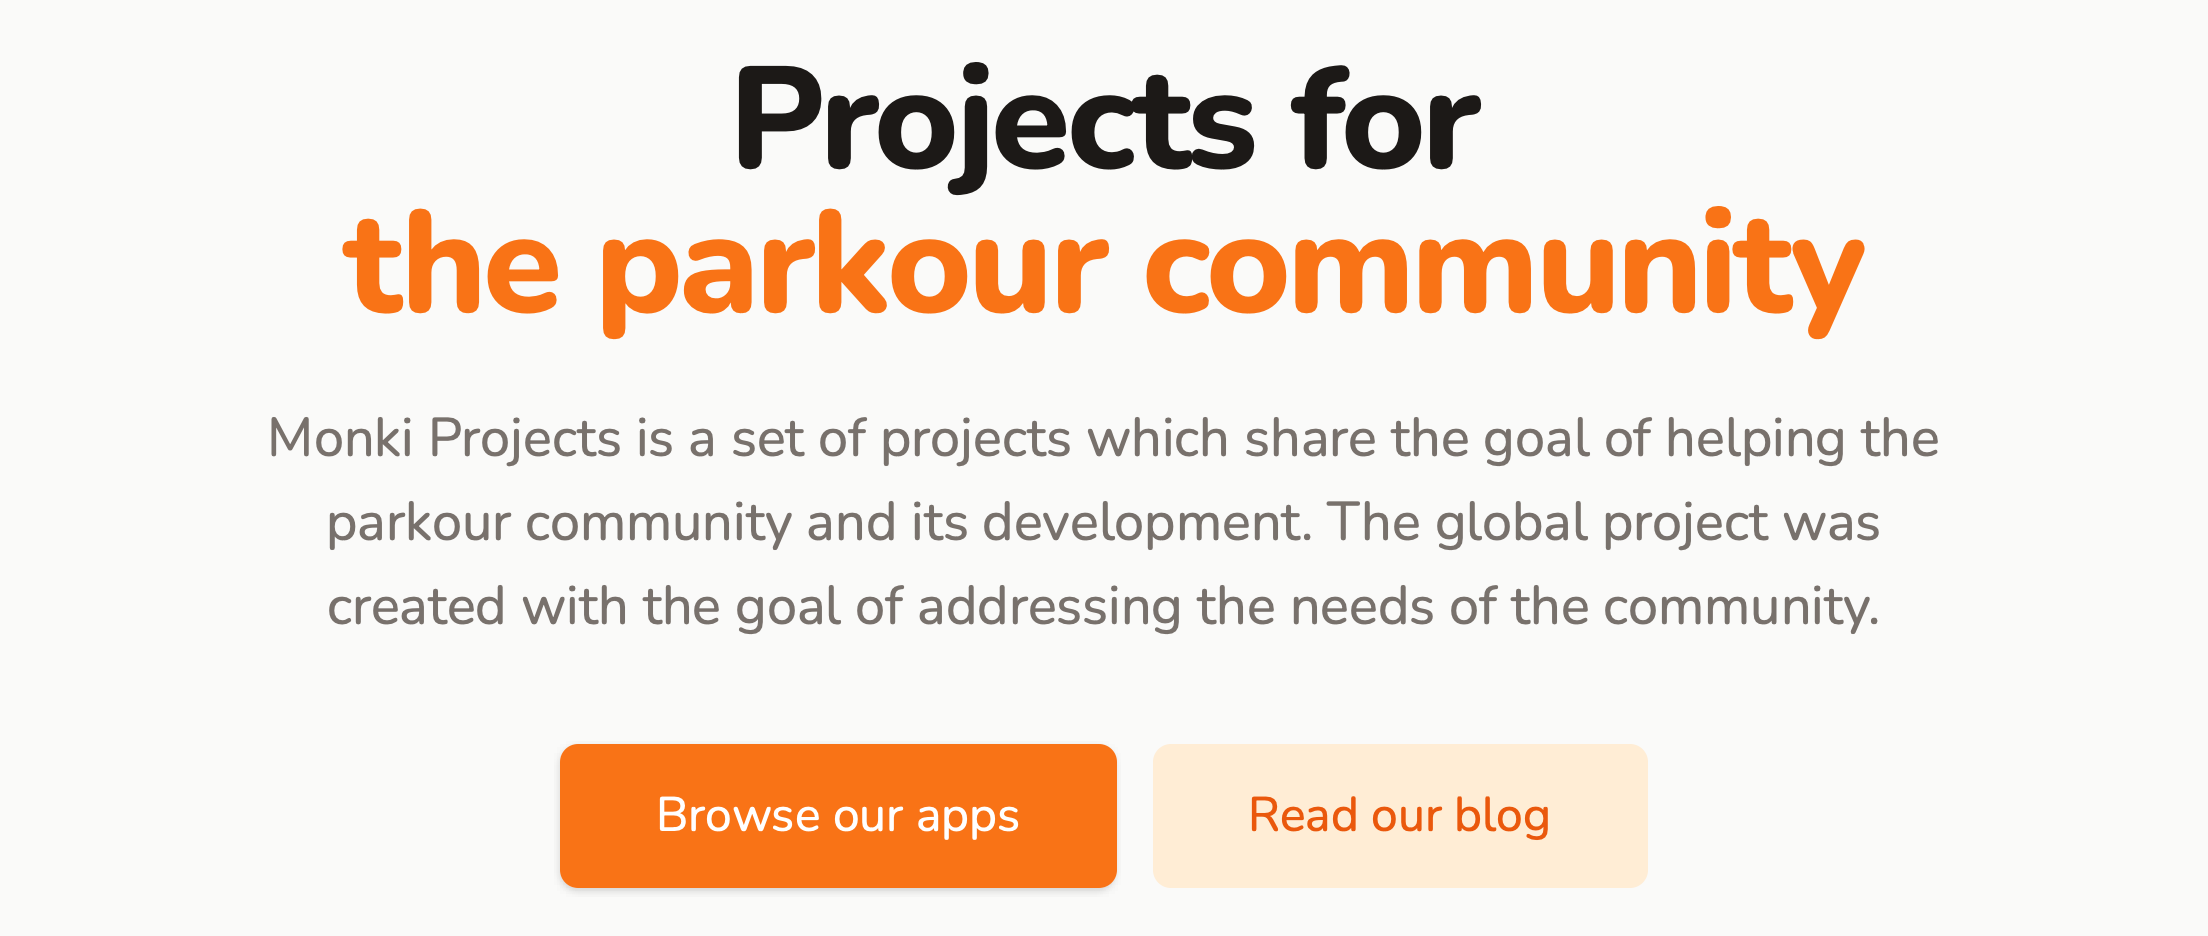 Projects for
the parkour community
Monki Projects is a set of projects which share the goal of helping the
parkour community and its development. The global project was
created with the goal of addressing the needs of the community.
Browse our apps
Read our blog